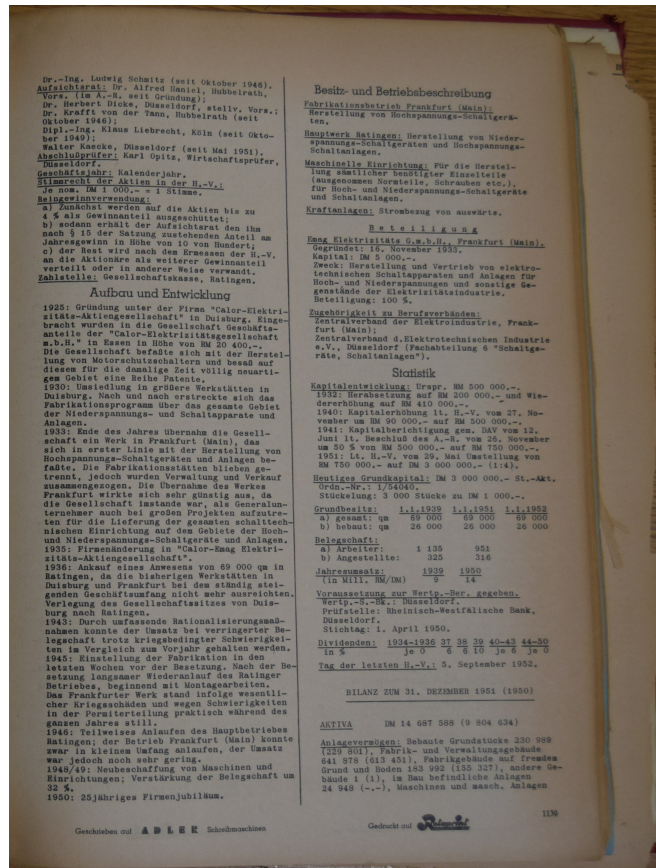 Dr.-Ing. Ludwig Schmitz (seit Oktober 1946).
Aufsichtsrat: Dr. Alfred Haniel, Hubbelrath,
Vors. (im A.-R. seit Gründung);
Dr. Herbert Dicke, Düsseldorf, stellv. Vors.;
Dr. Krafft von der Tann, Hubbelrath (seit
Oktober 1946);
Dipl.-Ing. Klaus Liebrecht, Köln (seit Okto-
ber 1949);
Walter Kaecke, Düsseldorf (seit Mai 1951).
Abschlußprüfer: Karl Opitz, Wirtschaftsprüfer,
Düsseldorf.
Geschäftsjahr: Kalenderjahr.
Stimmrecht der Aktien in der H.-V.:
Je nom. DM 1 000.- = 1 Stimme.
Reingewinnverwendung:
a) Zunächst werden auf die Aktien bis zu
4 % als Gewinnanteil ausgeschüttet;
b) sodann erhält der Aufsichtsrat den ihm
nach § 15 der Satzung zustehenden Anteil am
Jahresgewinn in Höhe von 10 von Hundert;
c) der Rest wird nach dem Ermessen der H.-V.
an die Aktionäre als weiterer Gewinnanteil
verteilt oder in anderer Weise verwandt.
Zahlstelle: Gesellschaftskasse, Ratingen.
Aufbau und Entwicklung
1925: Gründung unter der Firma "Calor-Elektri-
zitäts-Aktiengesellschaft" in Duisburg. Einge-
bracht wurden in die Gesellschaft Geschäfts-
anteile der "Calor-Elektrizitätsgesellschaft
m.b.H." in Essen in Höhe von RM 20 400.-.
Die Gesellschaft befaßte sich mit der Herstel-
lung von Motorschutzschaltern und besaß auf
diesem für die damalige Zeit völlig neuarti-
gem Gebiet eine Reihe Patente.
1930: Umsiedlung in größere Werkstätten in
Duisburg. Nach und nach erstreckte sich das
Fabrikationsprogramm über das gesamte Gebiet
der Niederspannungs- und Schaltapparate und
Anlagen.
1933: Ende des Jahres übernahm die Gesell-
schaft ein Werk in Frankfurt (Main), das
sich in erster Linie mit der Herstellung von
Hochspannungs-Schaltgeräten und Anlagen be-
faßte. Die Fabrikationsstätten blieben ge-
trennt, jedoch wurden Verwaltung und Verkauf
zusammengezogen. Die Übernahme des Werkes
Frankfurt wirkte sich sehr günstig aus, da
die Gesellschaft imstande war, als Generalun-
ternehmer auch bei großen Projekten aufzutre-
ten für die Lieferung der gesamten schalttech-
nischen Einrichtung auf dem Gebiete der Hoch-
und Niederspannungs-Schaltgeräte und Anlagen.
1935: Firmenänderung in "Calor-Emag Elektri-
zitäts-Aktiengesellschaft".
1936: Ankauf eines Anwesens von 69 000 qm in
Ratingen, da die bisherigen Werkstätten in
Duisburg und Frankfurt bei dem ständig stei-
genden Geschäftsumfang nicht mehr ausreichten.
Verlegung des Gesellschaftssitzes von Duis-
burg nach Ratingen.
1943: Durch umfassende Rationalisierungsmaß-
nahmen konnte der Umsatz bei verringerter Be-
legschaft trotz kriegsbedingter Schwierigkei-
ten im Vergleich zum Vorjahr gehalten werden.
1945: Einstellung der Fabrikation in den
letzten Wochen vor der Besetzung. Nach der Be-
setzung langsamer Wiederanlauf des Ratinger
Betriebes, beginnend mit Montagearbeiten.
Das Frankfurter Werk stand infolge wesentli-
cher Kriegsschäden und wegen Schwierigkeiten
in der Permiterteilung praktisch während des
ganzen Jahres still.
1946: Teilweises Anlaufen des Hauptbetriebes
Ratingen; der Betrieb Frankfurt (Main) konnte
zwar in kleinem Umfang anlaufen, der Umsatz
war jedoch noch sehr gering.
1948/49: Neubeschaffung von Maschinen und
Einrichtungen; Verstärkung der Belegschaft um
32 %.
1950: 25jähriges Firmenjubiläum.
Besitz- und Betriebsbeschreibung
Fabrikationsbetrieb Frankfurt (Main):
Herstellung von Hochspannungs-Schaltgerä-
ten.
Hauptwerk Ratingen: Herstellung von Nieder-
spannungs-Schaltgeräten und Hochspannungs-
Schaltanlagen.
Maschinelle Einrichtung: Für die Herstel-
lung sämtlicher benötigter Einzelteile
(ausgenommen Normteile, Schrauben etc.),
für Hoch- und Niederspannungs-Schaltgeräte
und Schaltanlagen.
Kraftanlagen: Strombezug von auswärts.
Beteiligung
Emag Elektrizitäts G.m.b.H., Frankfurt (Main).
Gegründet: 16. November 1933.
Kapital: DM 5 000.-.
Zweck: Herstellung und Vertrieb von elektro-
technischen Schaltapparaten und Anlagen für
Hoch- und Niederspannungen und sonstige Ge-
genstände der Elektrizitätsindustrie.
Beteiligung: 100 %.
Zugehörigkeit zu Berufsverbänden:
Zentralverband der Elektroindustrie, Frank-
furt (Main);
Zentralverband d.Elektrotechnischen Industrie
e.V., Düsseldorf (Fachabteilung 6 "Schaltge-
räte, Schaltanlagen").
Statistik
Kapitalentwicklung: Urspr. RM 500 000.-.
1932: Herabsetzung auf RM 200 000.- und Wie-
dererhöhung auf RM 410 000.-.
1940: Kapitalerhöhung lt. H.-V. vom 27. No-
vember um RM 90 000.- auf RM 500 000.-.
1941: Kapitalberichtigung gem. DAV vom 12.
Juni lt. Beschluß des A.-R. vom 26. November
um 50 % von RM 500 000.- auf RM 750 000.-.
1951: Lt. H.-V. vom 29. Mai Umstellung von
RM 750 000.- auf DM 3 000 000.- (1:4).
Heutiges Grundkapital: DM 3 000 000.- St.-Akt.
Ordn.-Nr.: 1/54040.
Stückelung: 3 000 Stücke zu DM 1 000.-.
Grundbesitz: 1.1.1939 1.1.1951 1.1.1952
a) gesamt: qm 69 000 69 000 69 000
b) bebaut: qm 26 000 26 000 26 000
Belegschaft:
a) Arbeiter: 1 135 951
b) Angestellte: 325 316
Jahresumsatz: 1939 1950
(in Mill. RM/DM) 9 14
Voraussetzung zur Wertp.-Ber. gegeben.
Wertp.-S.-Bk.: Düsseldorf.
Prüfstelle: Rheinisch-Westfälische Bank,
Düsseldorf.
Stichtag: 1. April 1950.
Dividenden: 1934-1936 37 38 39 40-43 44-50
in % je 0 6 6 10 je 6 je 0
Tag der letzten H.-V.: 5. September 1952.
BILANZ ZUM 31. DEZEMBER 1951 (1950)
AKTIVA DM 14 687 588 (9 804 634)
Anlagevermögen: Bebaute Grundstücke 230 889
(229 801), Fabrik- und Verwaltungsgebäude
641 878 (613 451), Fabrikgebäude auf fremdem
Grund und Boden 183 992 (155 327), andere Ge-
bäude 1 (1), im Bau befindliche Anlagen
24 948 (-.-), Maschinen und masch. Anlagen
1139
Geschrieben auf ADLER Schreibmaschinen
Gedruckt auf Rotaprint